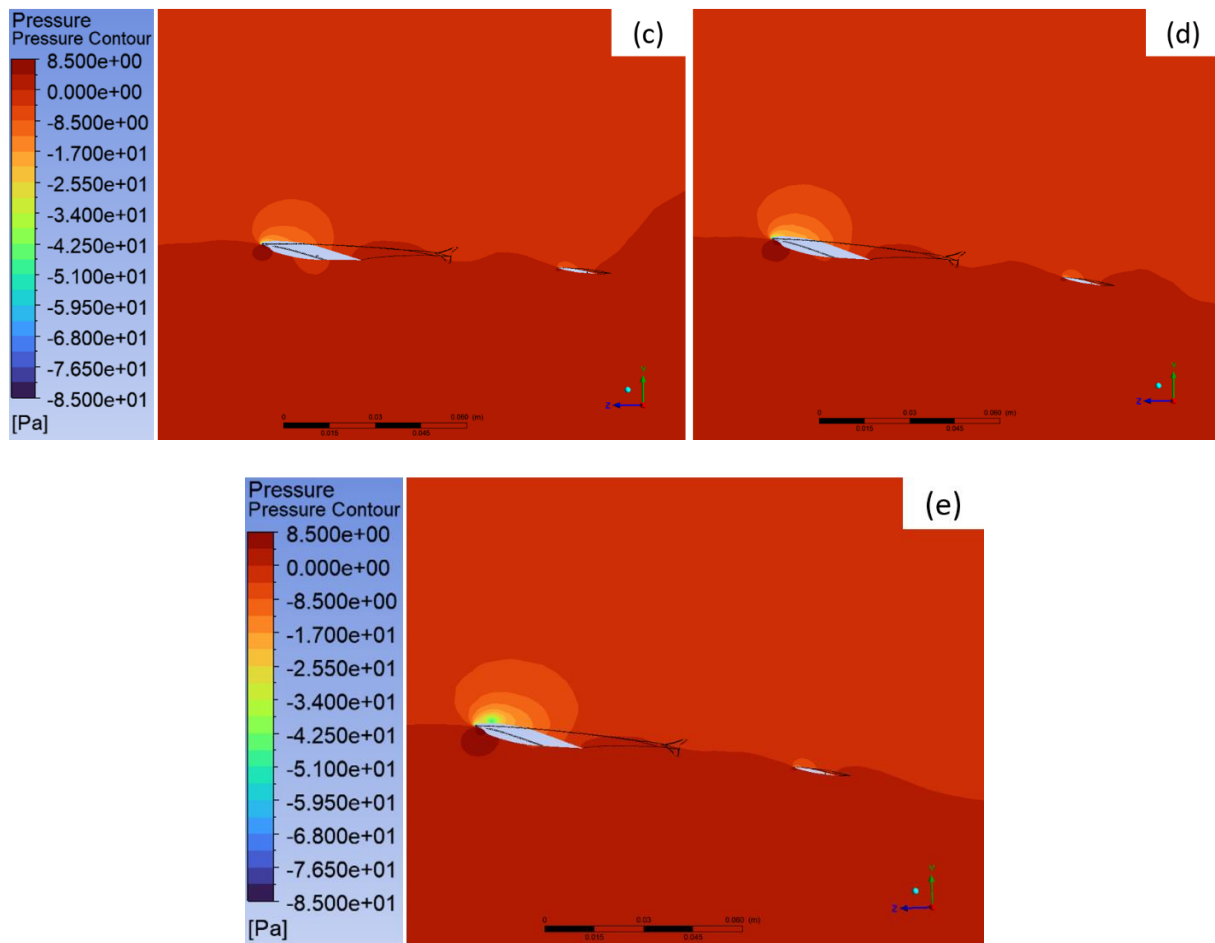 Pressure
Pressure Contour
8.500e+00
0.000e+00
-8.500e+00
-1.700e+01
-2.550e+01
-3.400e+01
-4.250e+01
-5.100e+01
-5.950e+01
-6.800e+01
-7.650e+01
-8.500e+01
[Pa]
(c)
Y
Z
0 0.03 0.060 (m)
0.015 0.045
(d)
Y
Z
0 0.03 0.060 (m)
0.015 0.045
Pressure
Pressure Contour
8.500e+00
0.000e+00
-8.500e+00
-1.700e+01
-2.550e+01
-3.400e+01
-4.250e+01
-5.100e+01
-5.950e+01
-6.800e+01
-7.650e+01
-8.500e+01
[Pa]
(e)
Y
Z
0 0.03 0.060 (m)
0.015 0.045